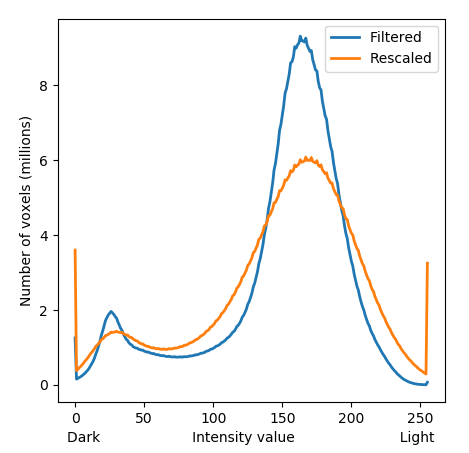 Filtered
Rescaled
Number of voxels (millions)
8
6
4
2
0
0 50 100 150 200 250
Dark Intensity value Light